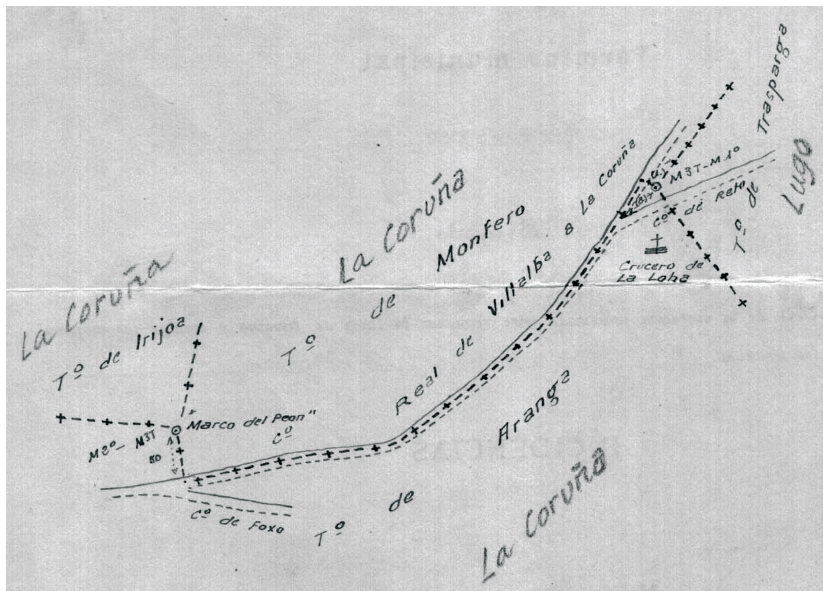 Trasparga
Lugo
Tº de
M3T-M1º
Cº de Reto
Crucero de
La Loba
La Coruña
Tº de Monfero
Cº Real de Villalba a La Coruña
La Coruña
Tº de Irijoa
Marco del Peon"
M2º- M3T
80
Cº de Foxo
Tº de Aranga
La Coruña